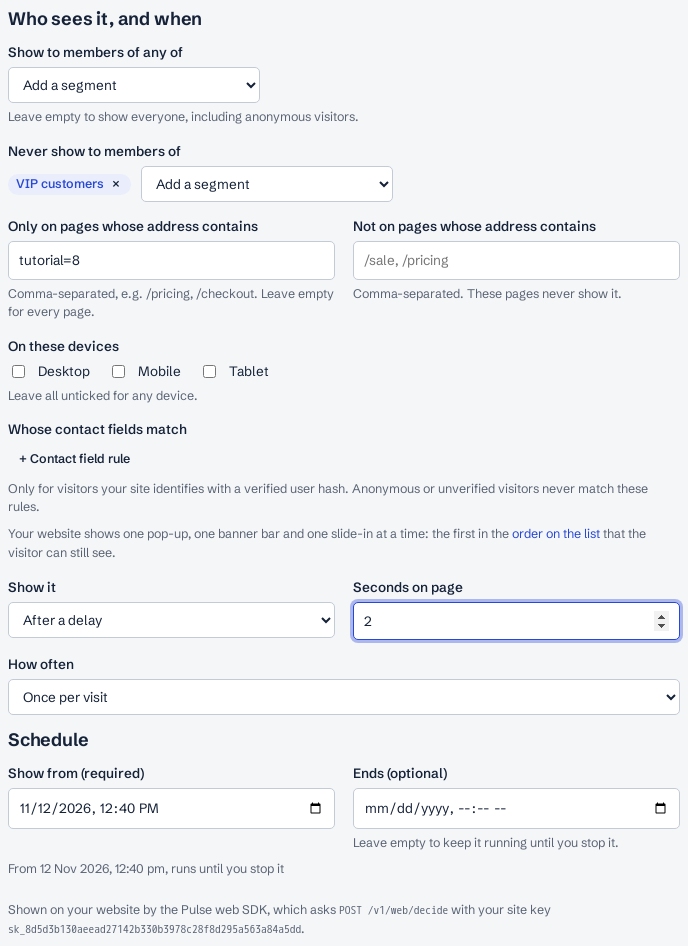 Who sees it, and when
Show to members of any of
Add a segment
Leave empty to show everyone, including anonymous visitors.
Never show to members of
VIP customers × Add a segment
Only on pages whose address contains
tutorial=8
Comma-separated, e.g. /pricing, /checkout. Leave empty
for every page.
Not on pages whose address contains
/sale, /pricing
Comma-separated. These pages never show it.
On these devices
Desktop Mobile Tablet
Leave all unticked for any device.
Whose contact fields match
+ Contact field rule
Only for visitors your site identifies with a verified user hash. Anonymous or unverified visitors never match these
rules.
Your website shows one pop-up, one banner bar and one slide-in at a time: the first in the order on the list that the
visitor can still see.
Show it
After a delay
Seconds on page
2
How often
Once per visit
Schedule
Show from (required)
11/12/2026, 12:40 PM
Ends (optional)
mm/dd/yyyy, --:-- --
Leave empty to keep it running until you stop it.
From 12 Nov 2026, 12:40 pm, runs until you stop it
Shown on your website by the Pulse web SDK, which asks POST /v1/web/decide with your site key
sk_8d5d3b130aeead27142b330b3978c28f8d295a563a84a5dd.